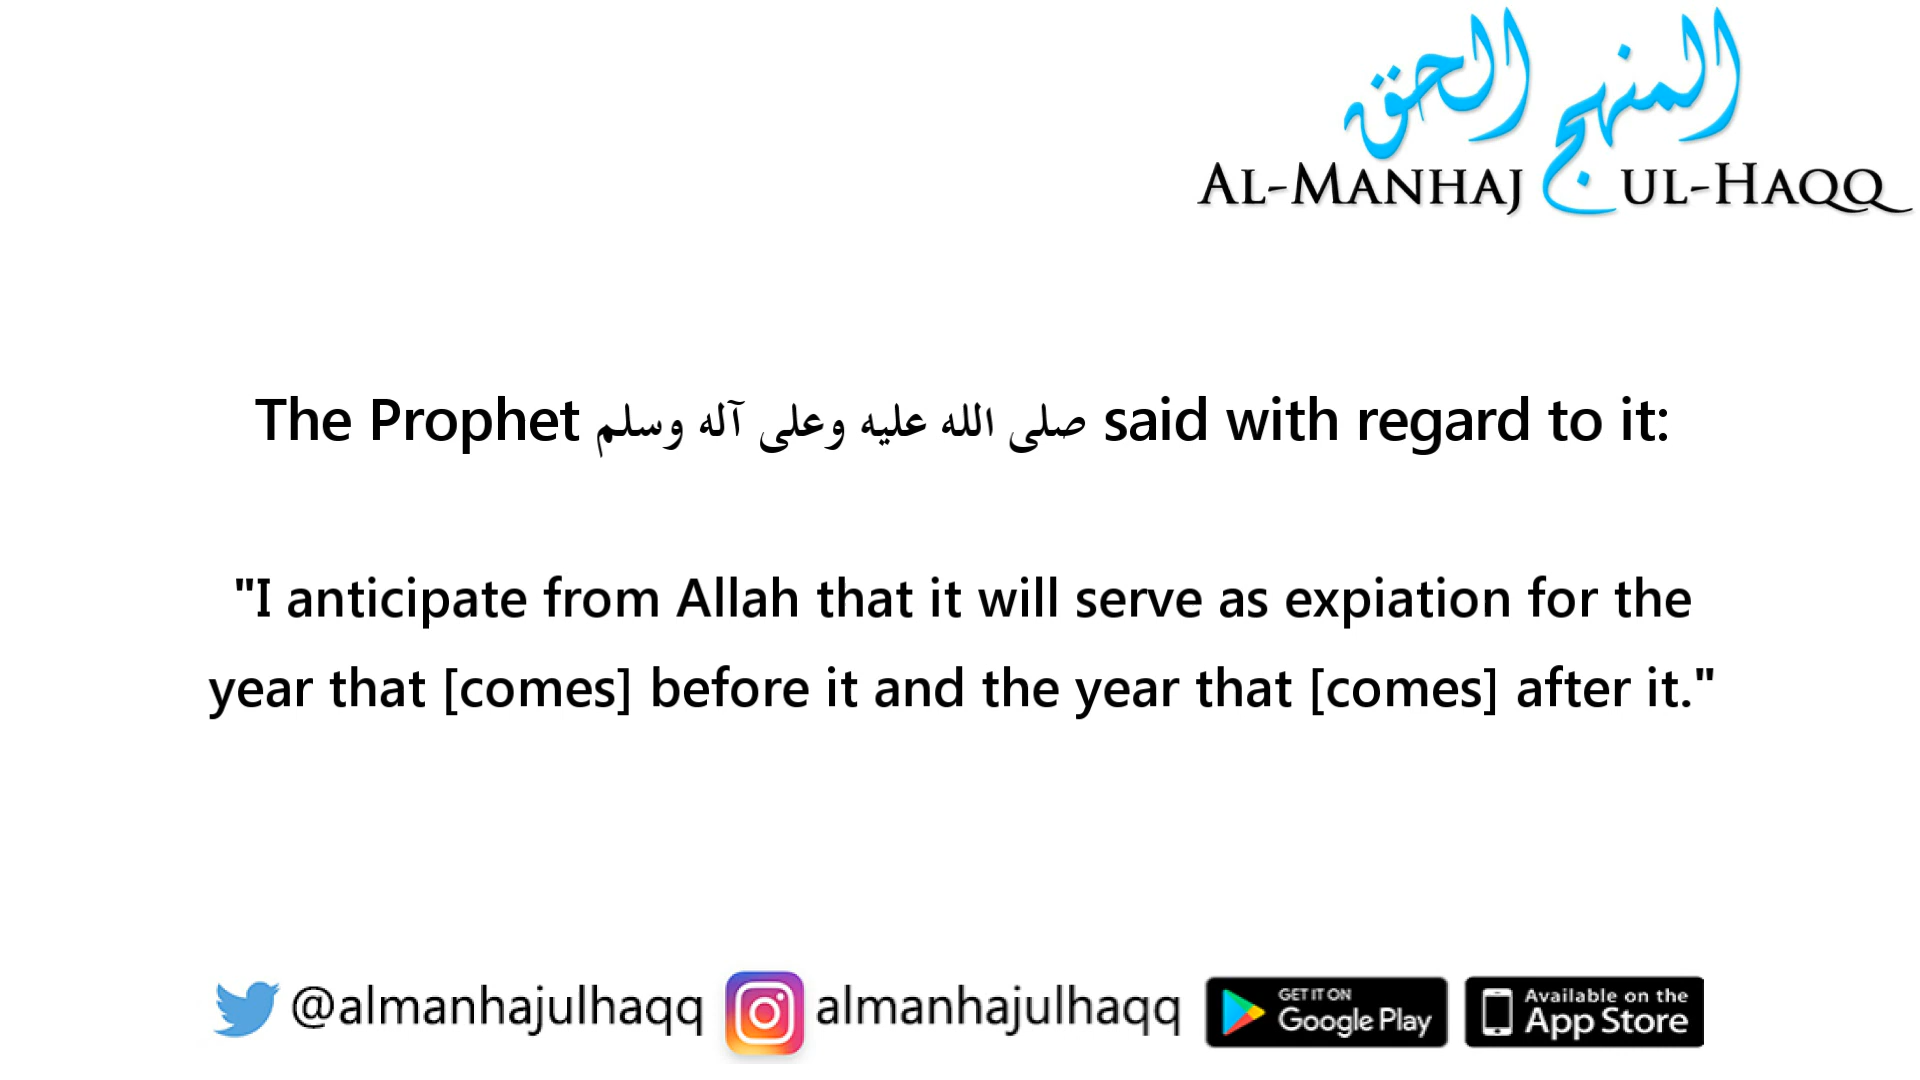 المنهج الحق
AL-MANHAJ UL-HAQQ
The Prophet صلى الله عليه وعلى آله وسلم said with regard to it:
"I anticipate from Allah that it will serve as expiation for the
year that [comes] before it and the year that [comes] after it."
@almanhajulhaqq almanhajulhaqq GET IT ON Google Play Available on the App Store